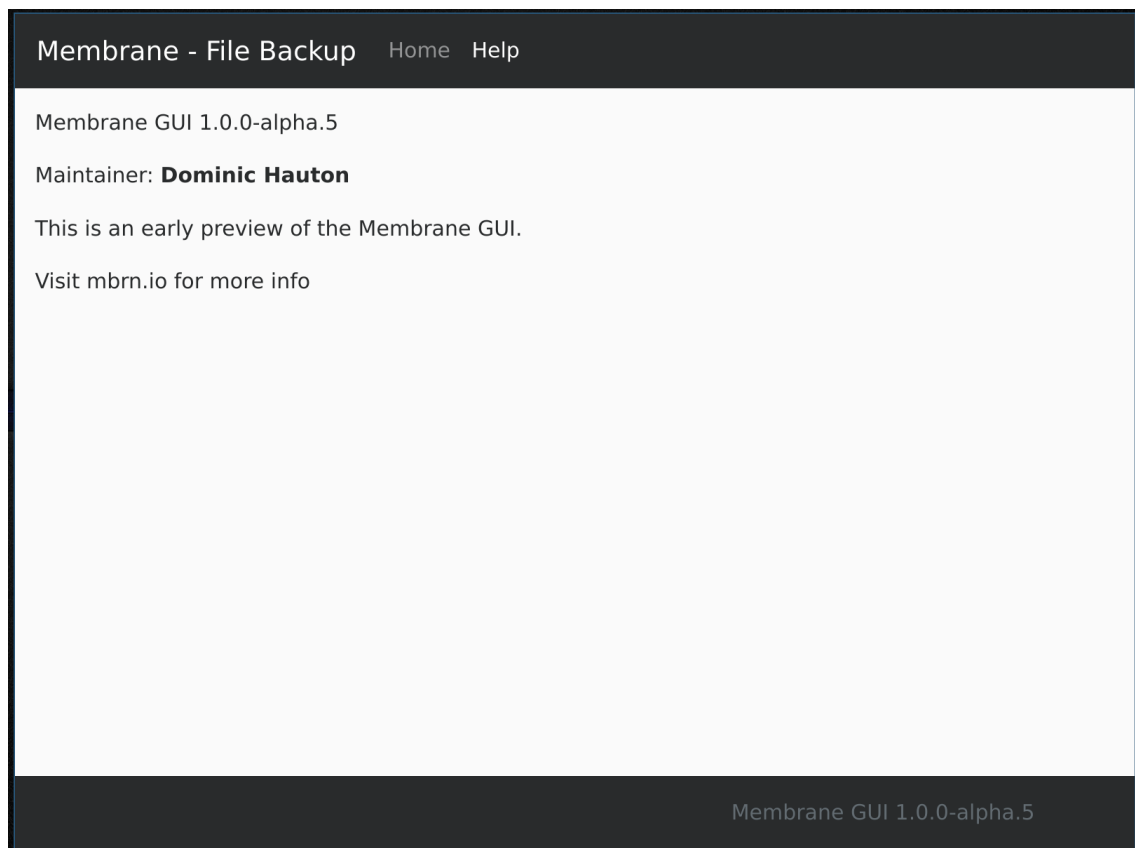 Membrane - File Backup Home Help
Membrane GUI 1.0.0-alpha.5
Maintainer: Dominic Hauton
This is an early preview of the Membrane GUI.
Visit mbrn.io for more info
Membrane GUI 1.0.0-alpha.5